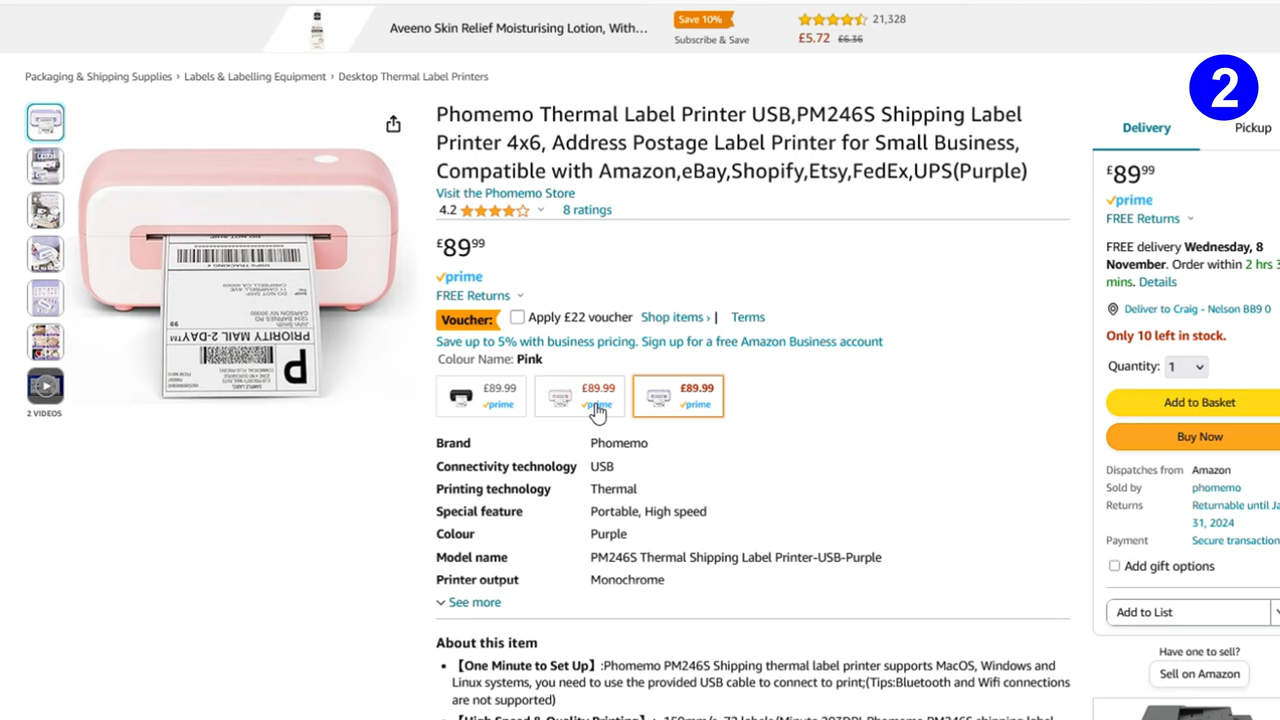 Aveeno Skin Relief Moisturising Lotion, With...
Save 10%
Subscribe & Save
21,328
£5.72 £6.36
Packaging & Shipping Supplies › Labels & Labelling Equipment › Desktop Thermal Label Printers
2
Phomemo Thermal Label Printer USB,PM246S Shipping Label
Printer 4x6, Address Postage Label Printer for Small Business,
Compatible with Amazon,eBay,Shopify,Etsy,FedEx,UPS(Purple)
Visit the Phomemo Store
4.2 8 ratings
£89.99
prime
FREE Returns
Voucher: Apply £22 voucher Shop items › | Terms
Save up to 5% with business pricing. Sign up for a free Amazon Business account
Colour Name: Pink
£89.99 £89.99 £89.99
prime prime prime
Brand Phomemo
Connectivity technology USB
Printing technology Thermal
Special feature Portable, High speed
Colour Purple
Model name PM246S Thermal Shipping Label Printer-USB-Purple
Printer output Monochrome
See more
About this item
• 【One Minute to Set Up】:Phomemo PM246S Shipping thermal label printer supports MacOS, Windows and
Linux systems, you need to use the provided USB cable to connect to print;(Tips:Bluetooth and Wifi connections
are not supported)
2 VIDEOS
PRIORITY MAIL 2-DAY™
P
Delivery Pickup
£89.99
prime
FREE Returns
FREE delivery Wednesday, 8
November. Order within 2 hrs 3
mins. Details
Deliver to Craig - Nelson BB9 0
Only 10 left in stock.
Quantity: 1
Add to Basket
Buy Now
Dispatches from Amazon
Sold by phomemo
Returns Returnable until Ja
31, 2024
Payment Secure transaction
Add gift options
Add to List
Have one to sell?
Sell on Amazon